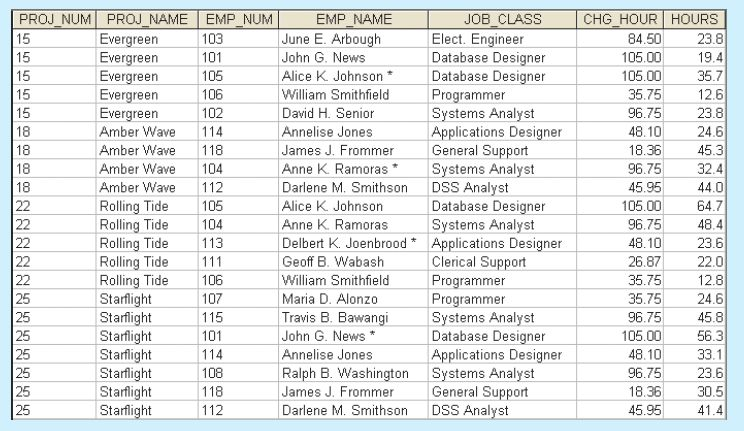 PROJ_NUM PROJ_NAME EMP_NUM EMP_NAME JOB_CLASS CHG_HOUR HOURS
15 Evergreen 103 June E. Arbough Elect. Engineer 84.50 23.8
15 Evergreen 101 John G. News Database Designer 105.00 19.4
15 Evergreen 105 Alice K. Johnson * Database Designer 105.00 35.7
15 Evergreen 106 William Smithfield Programmer 35.75 12.6
15 Evergreen 102 David H. Senior Systems Analyst 96.75 23.8
18 Amber Wave 114 Annelise Jones Applications Designer 48.10 24.6
18 Amber Wave 118 James J. Frommer General Support 18.36 45.3
18 Amber Wave 104 Anne K. Ramoras * Systems Analyst 96.75 32.4
18 Amber Wave 112 Darlene M. Smithson DSS Analyst 45.95 44.0
22 Rolling Tide 105 Alice K. Johnson Database Designer 105.00 64.7
22 Rolling Tide 104 Anne K. Ramoras Systems Analyst 96.75 48.4
22 Rolling Tide 113 Delbert K. Joenbrood * Applications Designer 48.10 23.6
22 Rolling Tide 111 Geoff B. Wabash Clerical Support 26.87 22.0
22 Rolling Tide 106 William Smithfield Programmer 35.75 12.8
25 Starflight 107 Maria D. Alonzo Programmer 35.75 24.6
25 Starflight 115 Travis B. Bawangi Systems Analyst 96.75 45.8
25 Starflight 101 John G. News * Database Designer 105.00 56.3
25 Starflight 114 Annelise Jones Applications Designer 48.10 33.1
25 Starflight 108 Ralph B. Washington Systems Analyst 96.75 23.6
25 Starflight 118 James J. Frommer General Support 18.36 30.5
25 Starflight 112 Darlene M. Smithson DSS Analyst 45.95 41.4